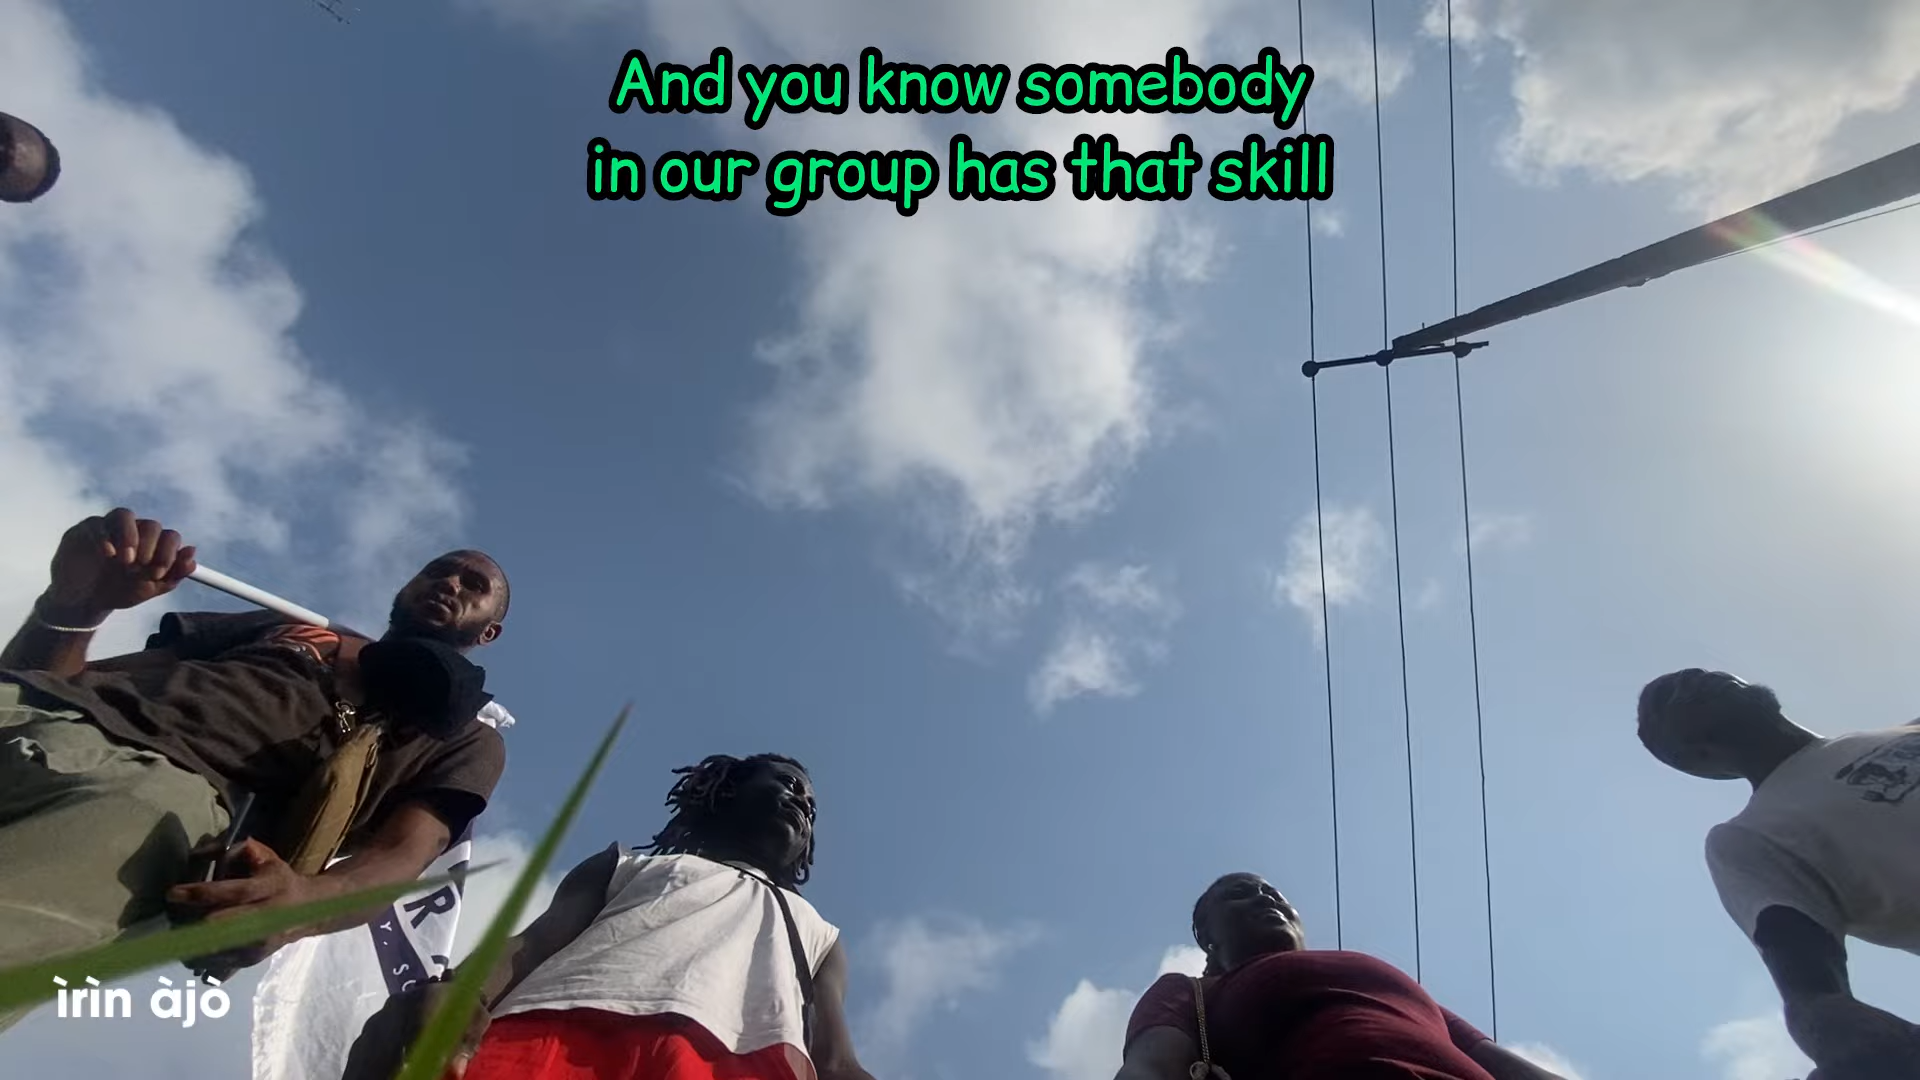 And you know somebody
in our group has that skill
ìrìn àjò